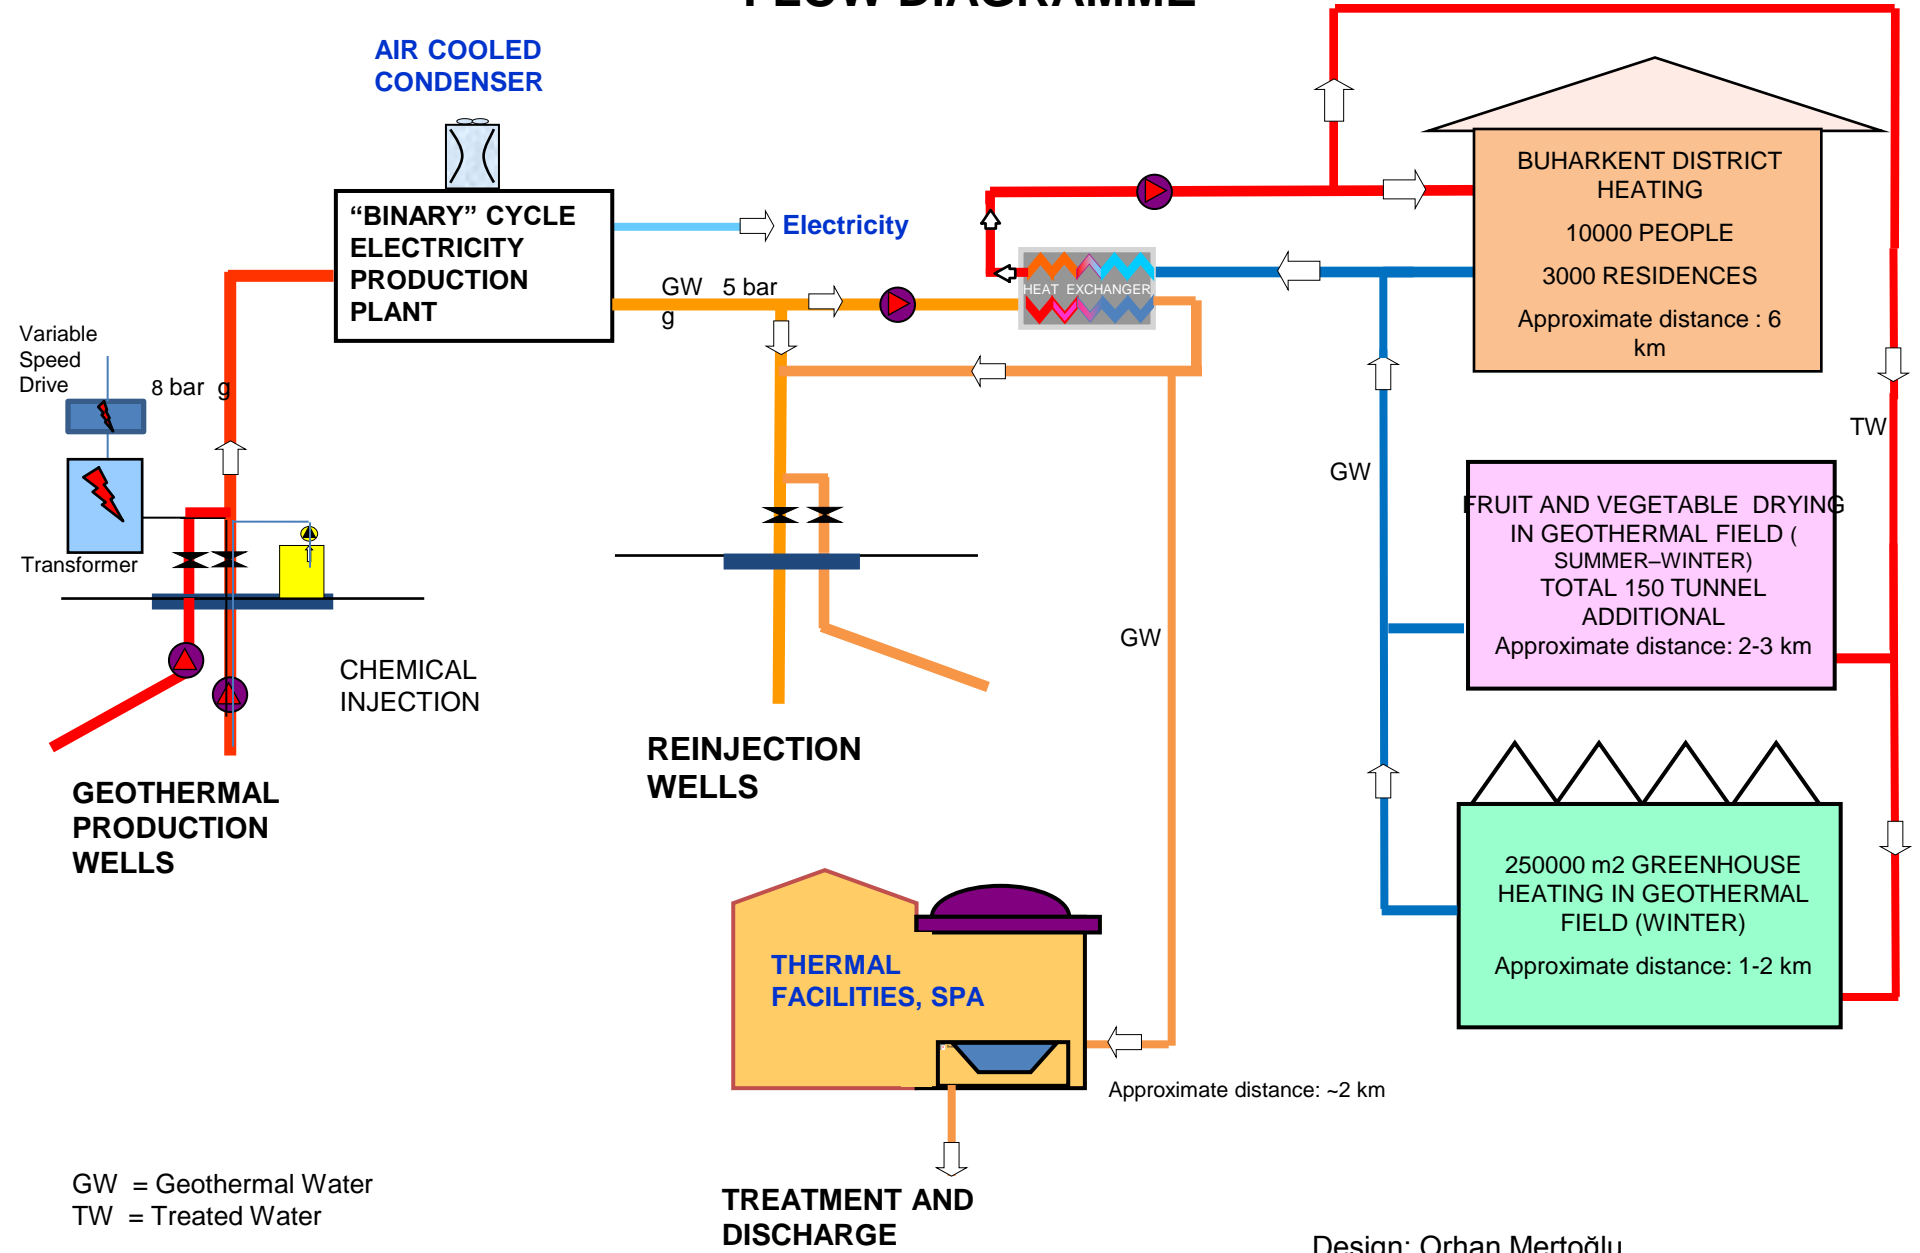 FLOW DIAGRAMME
AIR COOLED
CONDENSER
“BINARY” CYCLE
ELECTRICITY
PRODUCTION
PLANT
Electricity
GW 5 bar
g
HEAT EXCHANGER
BUHARKENT DISTRICT
HEATING
10000 PEOPLE
3000 RESIDENCES
Approximate distance : 6
km
Variable
Speed
Drive
8 bar g
Transformer
CHEMICAL
INJECTION
GEOTHERMAL
PRODUCTION
WELLS
REINJECTION
WELLS
GW
GW
TW
FRUIT AND VEGETABLE DRYING
IN GEOTHERMAL FIELD (
SUMMER–WINTER)
TOTAL 150 TUNNEL
ADDITIONAL
Approximate distance: 2-3 km
250000 m2 GREENHOUSE
HEATING IN GEOTHERMAL
FIELD (WINTER)
Approximate distance: 1-2 km
THERMAL
FACILITIES, SPA
Approximate distance: ~2 km
TREATMENT AND
DISCHARGE
GW = Geothermal Water
TW = Treated Water
Design: Orhan Mertoğlu